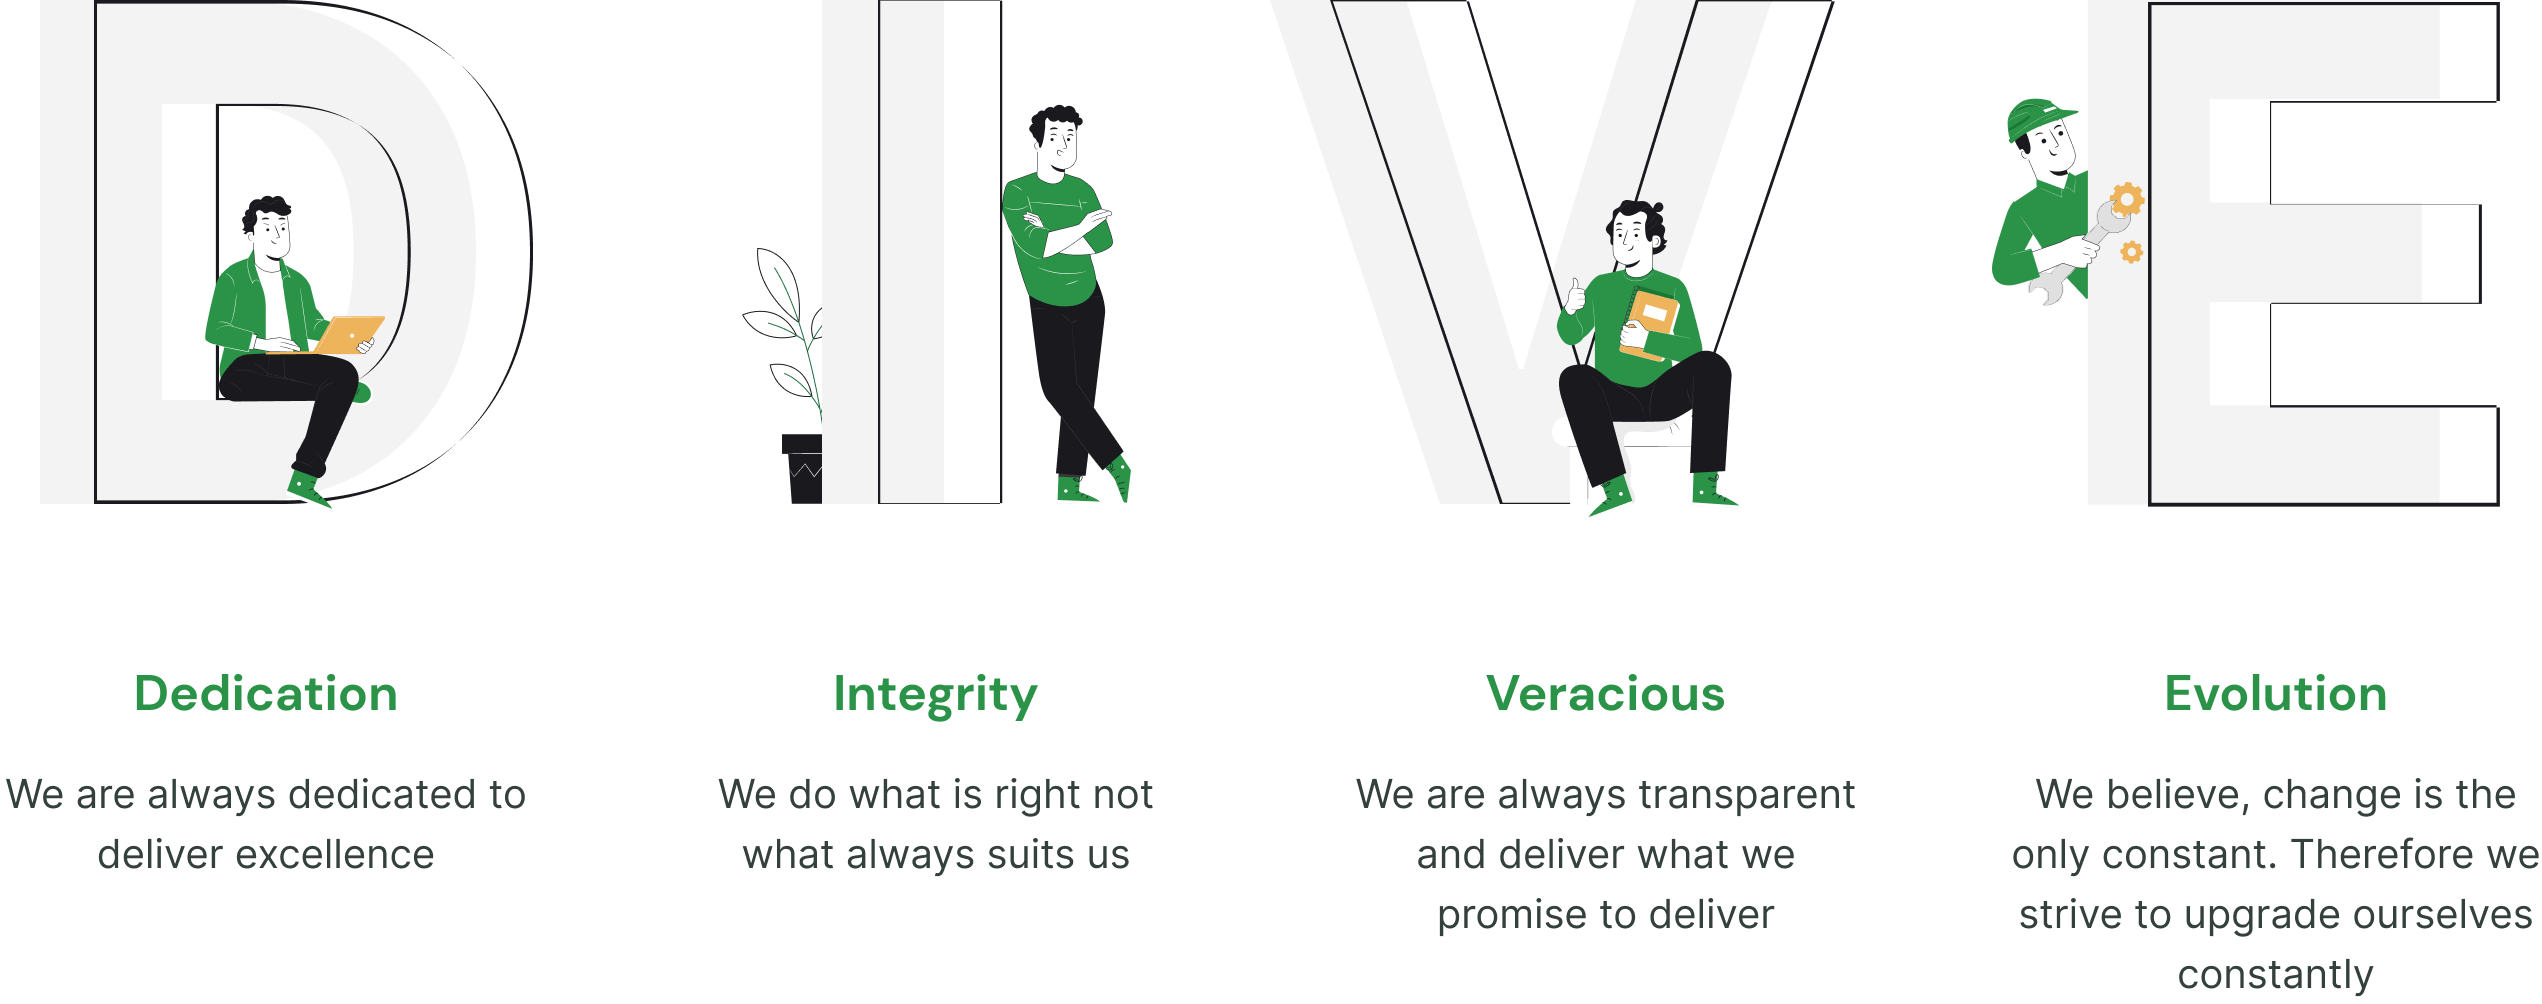 D I V E
Dedication
We are always dedicated to
deliver excellence
Integrity
We do what is right not
what always suits us
Veracious
We are always transparent
and deliver what we
promise to deliver
Evolution
We believe, change is the
only constant. Therefore we
strive to upgrade ourselves
constantly